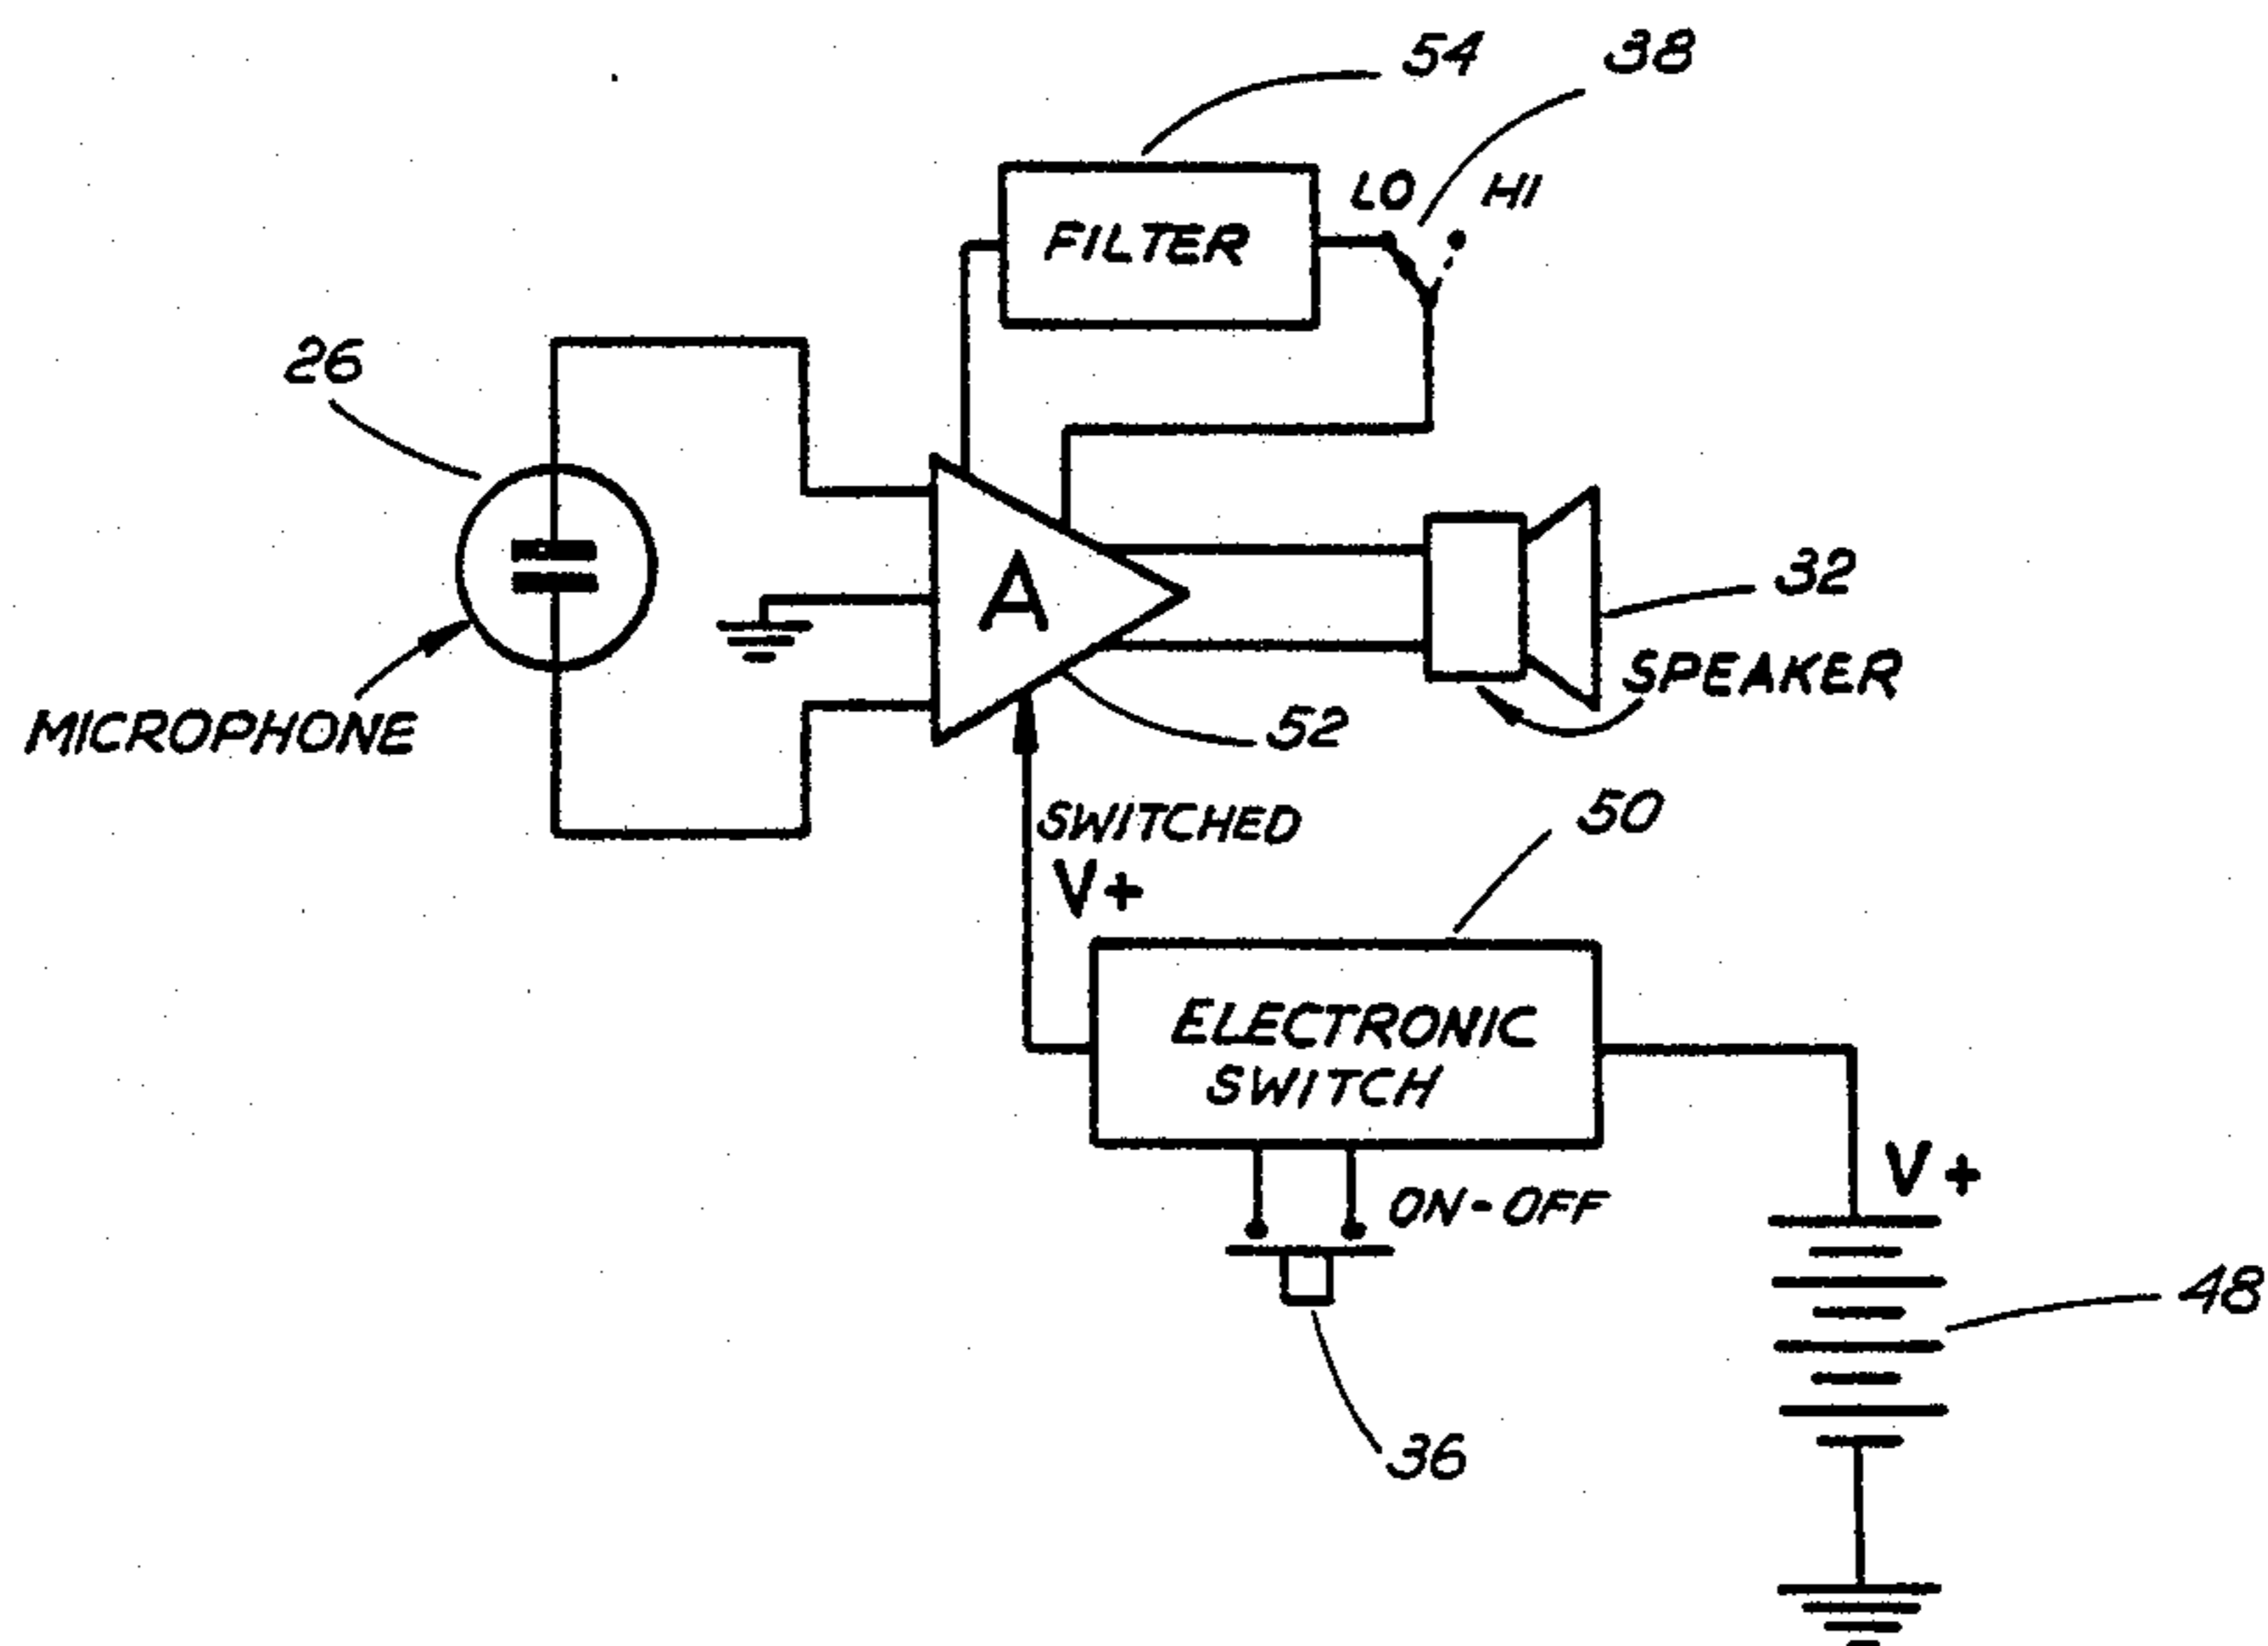 54
38
LO HI
FILTER
26
A
32
SPEAKER
MICROPHONE
52
SWITCHED
V+
50
ELECTRONIC
SWITCH
ON-OFF
V+
48
36